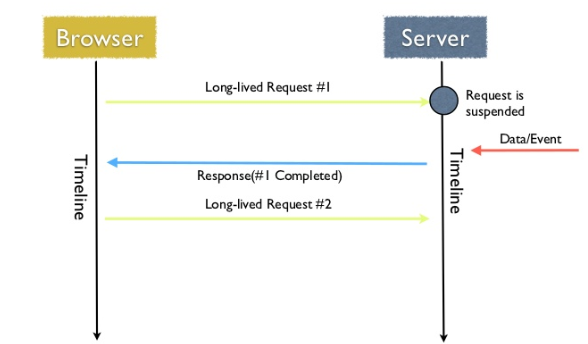 Browser
Server
Long-lived Request #1
Request is
suspended
Data/Event
Timeline
Timeline
Response(#1 Completed)
Long-lived Request #2